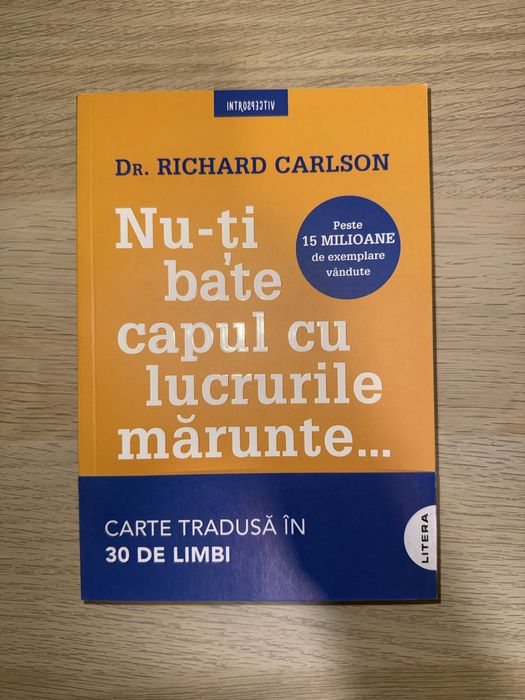 INTROSPECTIV
DR. RICHARD CARLSON
Nu-ți
bate
capul cu
lucrurile
mărunte...
Peste
15 MILIOANE
de exemplare
vândute
CARTE TRADUSĂ ÎN
30 DE LIMBI
LITERA